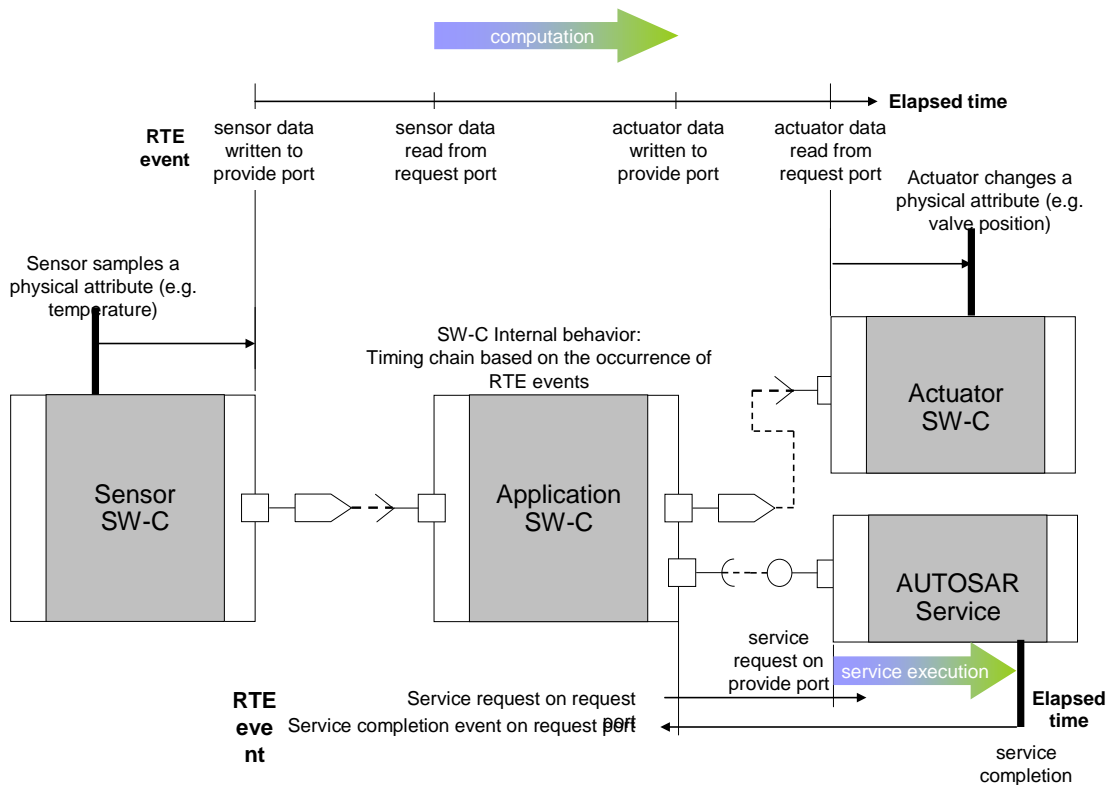 computation
Elapsed time
RTE
event
sensor data
written to
provide port
sensor data
read from
request port
actuator data
written to
provide port
actuator data
read from
request port
Actuator changes a
physical attribute (e.g.
valve position)
Sensor samples a
physical attribute (e.g.
temperature)
SW-C Internal behavior:
Timing chain based on the occurrence of
RTE events
Sensor
SW-C
Application
SW-C
Actuator
SW-C
AUTOSAR
Service
service
request on
provide port
service execution
RTE
eve
nt
Service request on request
port
Service completion event on request port
Elapsed
time
service
completion